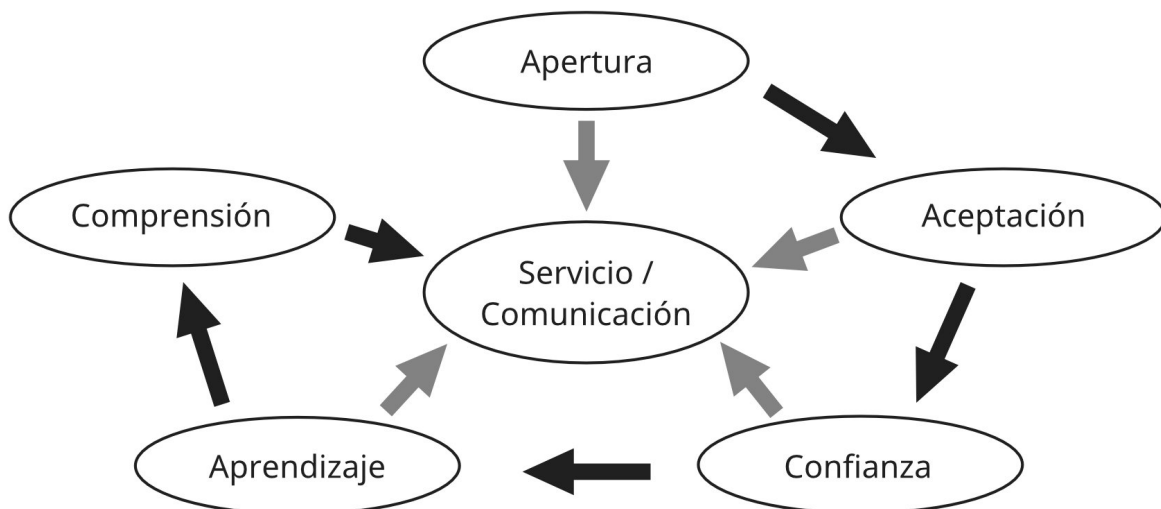 Apertura
Comprensión
Aceptación
Servicio /
Comunicación
Aprendizaje
Confianza